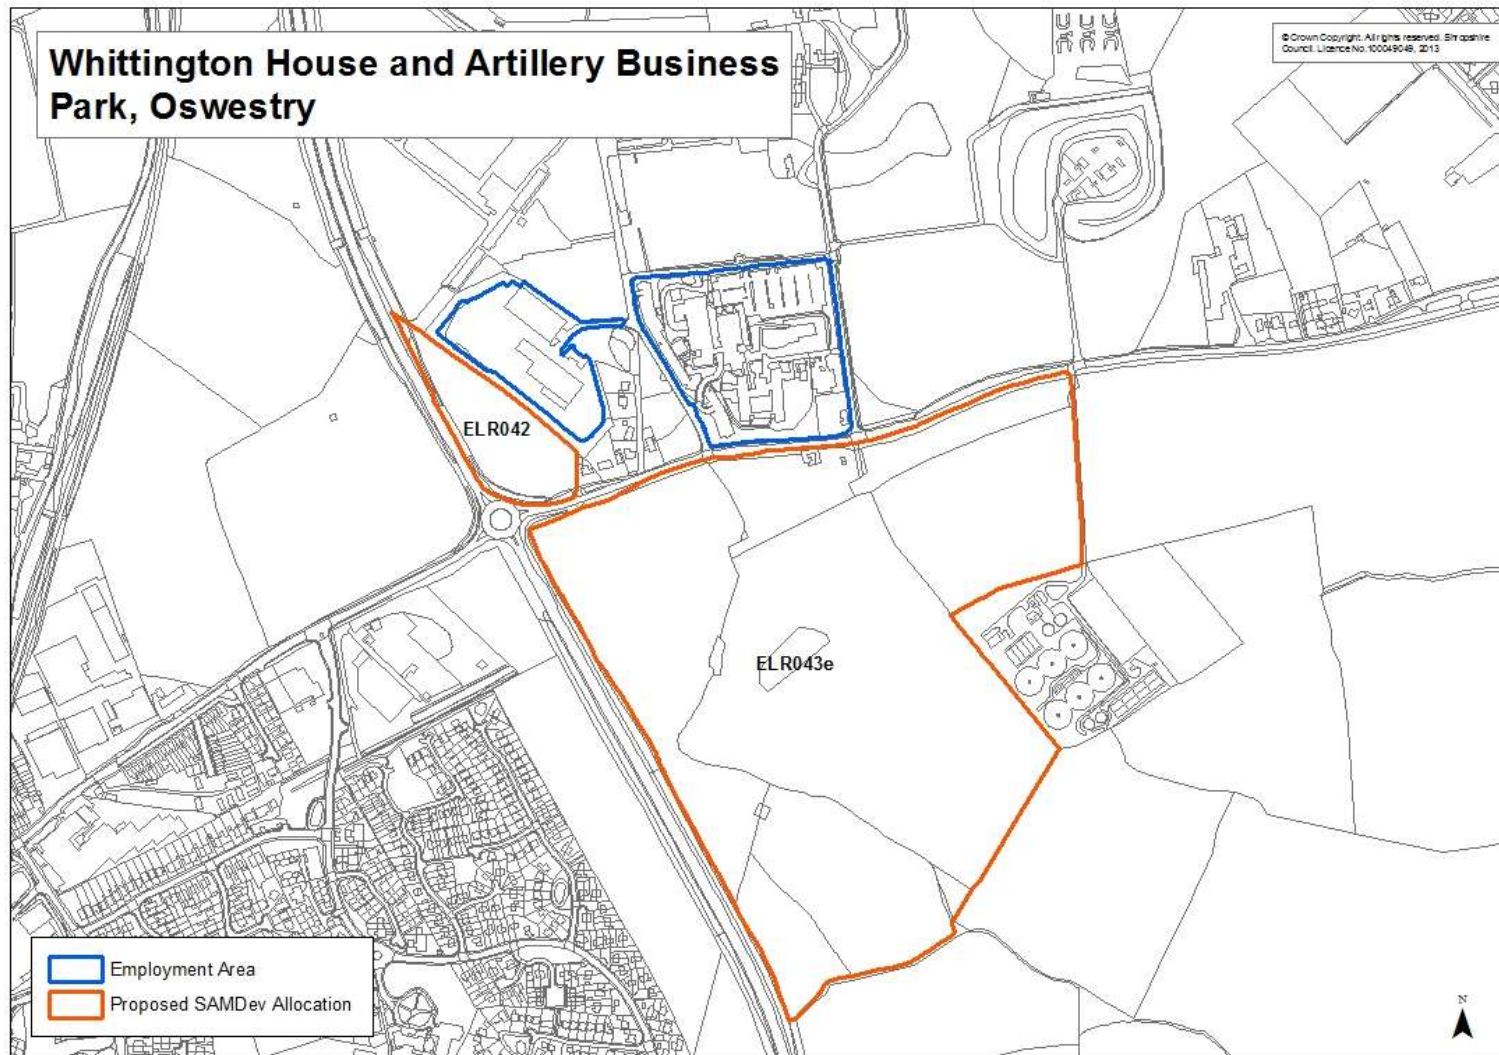 Whittington House and Artillery Business
Park, Oswestry
© Crown Copyright. All rights reserved. Shropshire
Council. Licence No.100049049, 2013
ELR042
ELR043e
Employment Area
Proposed SAMDev Allocation
N